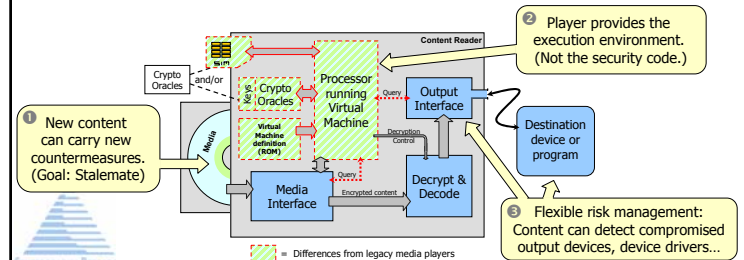 Content Reader
SIM
Crypto
Oracles
and/or
Keys
Crypto
Oracles
Processor
running
Virtual
Machine
Virtual
Machine
definition
(ROM)
Media
Media
Interface
Query
Query
Encrypted content
Decryption
Control
Decrypt &
Decode
Output
Interface
Destination
device or
program
❶ New content
can carry new
countermeasures.
(Goal: Stalemate)
❷ Player provides the
execution environment.
(Not the security code.)
❸ Flexible risk management:
Content can detect compromised
output devices, device drivers...
= Differences from legacy media players